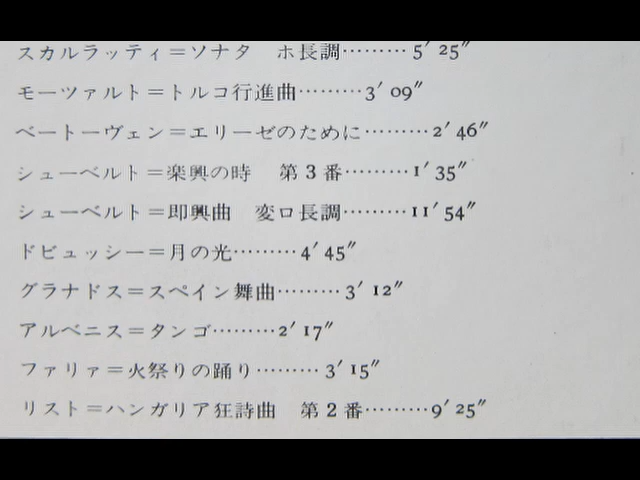 スカルラッティ＝ソナタ　ホ長調………5′25″
モーツァルト＝トルコ行進曲………3′09″
ベートーヴェン＝エリーゼのために………2′46″
シューベルト＝楽興の時　第3番………1′35″
シューベルト＝即興曲　変ロ長調………11′54″
ドビュッシー＝月の光………4′45″
グラナドス＝スペイン舞曲………3′12″
アルベニス＝タンゴ………2′17″
ファリァ＝火祭りの踊り………3′15″
リスト＝ハンガリア狂詩曲　第2番………9′25″